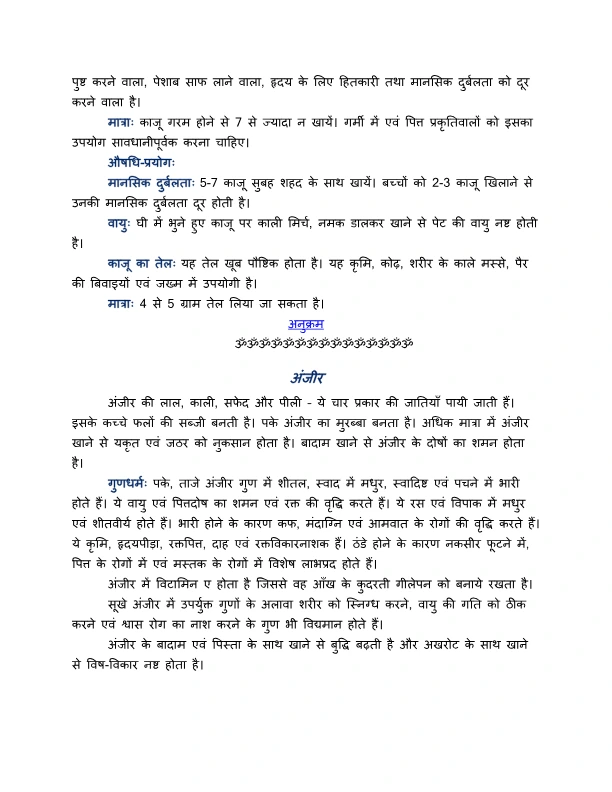 पुष्ट करने वाला, पेशाब साफ लाने वाला, हृदय के लिए हितकारी तथा मानसिक दुर्बलता को दूर
करने वाला है।
मात्राः काजू गरम होने से 7 से ज्यादा न खायें। गर्मी में एवं पित्त प्रकृतिवालों को इसका
उपयोग सावधानीपूर्वक करना चाहिए।
औषधि-प्रयोगः
मानसिक दुर्बलताः 5-7 काजू सुबह शहद के साथ खायें। बच्चों को 2-3 काजू खिलाने से
उनकी मानसिक दुर्बलता दूर होती है।
वायुः घी में भुने हुए काजू पर काली मिर्च, नमक डालकर खाने से पेट की वायु नष्ट होती
है।
काजू का तेलः यह तेल खूब पौष्टिक होता है। यह कृमि, कोढ़, शरीर के काले मस्से, पैर
की बिवाइयों एवं जख्म में उपयोगी है।
मात्राः 4 से 5 ग्राम तेल लिया जा सकता है।
अनुक्रम
ॐॐॐॐॐॐॐॐॐॐॐॐॐॐॐ
अंजीर
अंजीर की लाल, काली, सफेद और पीली - ये चार प्रकार की जातियाँ पायी जाती हैं।
इसके कच्चे फलों की सब्जी बनती है। पके अंजीर का मुरब्बा बनता है। अधिक मात्रा में अंजीर
खाने से यकृत एवं जठर को नुकसान होता है। बादाम खाने से अंजीर के दोषों का शमन होता
है।
गुणधर्मः पके, ताजे अंजीर गुण में शीतल, स्वाद में मधुर, स्वादिष्ट एवं पचने में भारी
होते हैं। ये वायु एवं पित्तदोष का शमन एवं रक्त की वृद्धि करते हैं। ये रस एवं विपाक में मधुर
एवं शीतवीर्य होते हैं। भारी होने के कारण कफ, मंदाग्नि एवं आमवात के रोगों की वृद्धि करते हैं।
ये कृमि, हृदयपीड़ा, रक्तपित्त, दाह एवं रक्तविकारनाशक हैं। ठंडे होने के कारण नकसीर फूटने में,
पित्त के रोगों में एवं मस्तक के रोगों में विशेष लाभप्रद होते हैं।
अंजीर में विटामिन ए होता है जिससे वह आँख के कुदरती गीलेपन को बनाये रखता है।
सूखे अंजीर में उपर्युक्त गुणों के अलावा शरीर को स्निग्ध करने, वायु की गति को ठीक
करने एवं श्वास रोग का नाश करने के गुण भी विद्यमान होते हैं।
अंजीर के बादाम एवं पिस्ता के साथ खाने से बुद्धि बढ़ती है और अखरोट के साथ खाने
से विष-विकार नष्ट होता है।